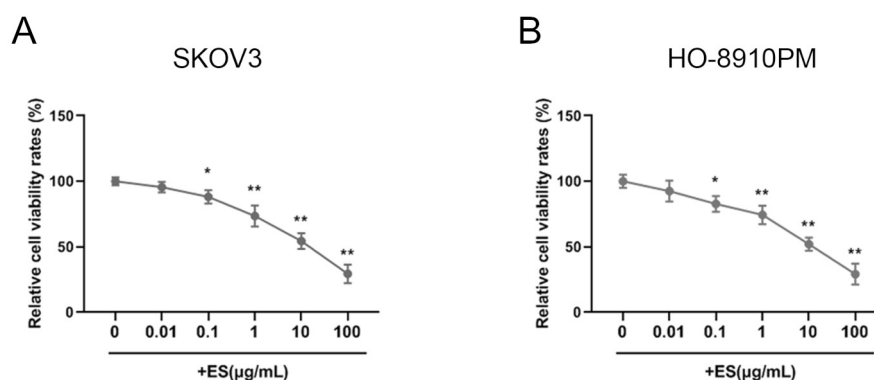 A
SKOV3
Relative cell viability rates (%)
150
100
50
0
*
**
**
**
0 0.01 0.1 1 10 100
+ES(μg/mL)
B
HO-8910PM
Relative cell viability rates (%)
150
100
50
0
*
**
**
**
0 0.01 0.1 1 10 100
+ES(μg/mL)